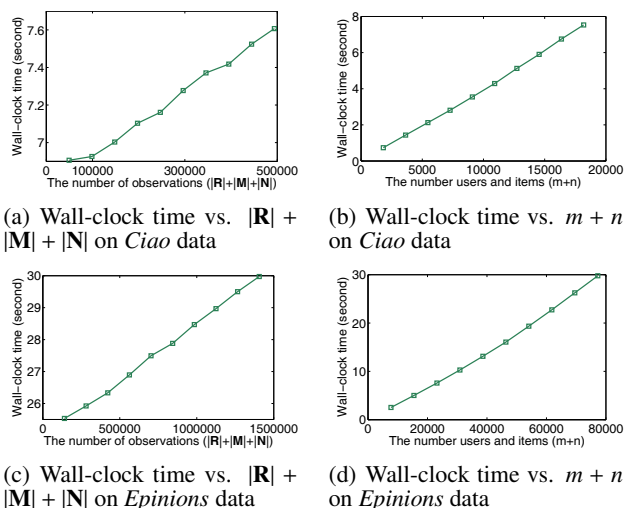 7.6
7.4
7.2
7
Wall-clock time (second)
100000 300000 500000
The number of observations (|R|+|M|+|N|)
(a) Wall-clock time vs. |R| +
|M| + |N| on Ciao data
8
6
4
2
0
Wall-clock time (second)
0 5000 10000 15000 20000
The number users and items (m+n)
(b) Wall-clock time vs. m + n
on Ciao data
30
29
28
27
26
Wall-clock time (second)
0 500000 1000000 1500000
The number of observations (|R|+|M|+|N|)
(c) Wall-clock time vs. |R| +
|M| + |N| on Epinions data
30
20
10
0
Wall-clock time (second)
0 20000 40000 60000 80000
The number users and items (m+n)
(d) Wall-clock time vs. m + n
on Epinions data